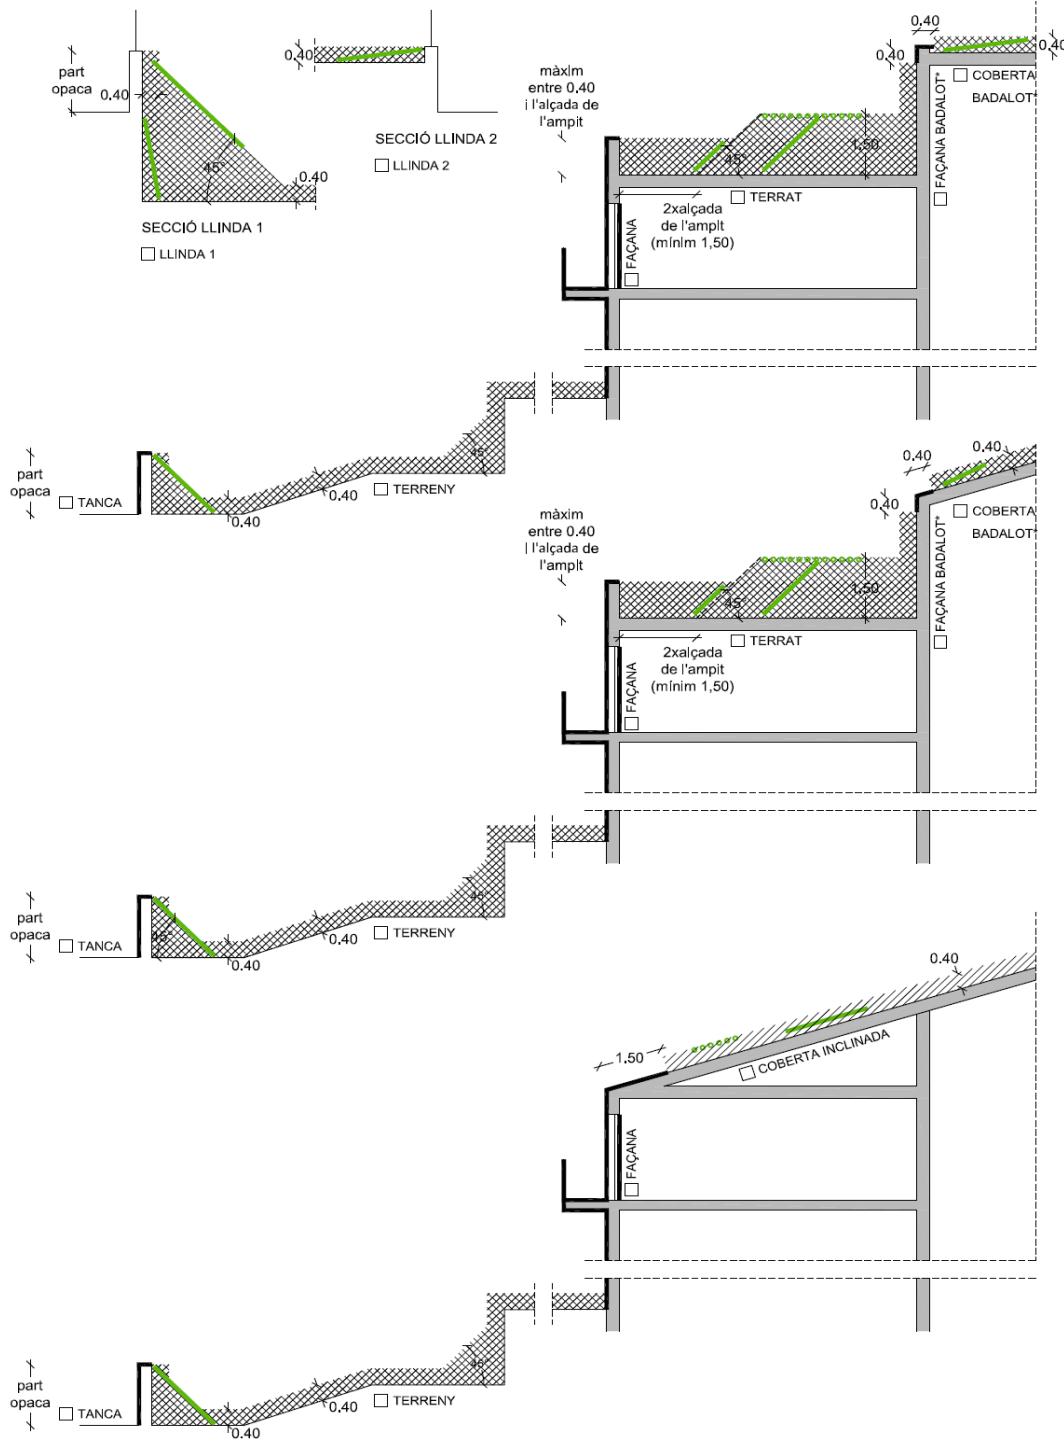 part
opaca
0.40
45°
0.40
SECCIÓ LLINDA 1
LLINDA 1
0.40
SECCIÓ LLINDA 2
LLINDA 2
màxim
entre 0.40
i l'alçada de
l'ampit
0.40
0.40
0.40
COBERTA
BADALOT*
FAÇANA BADALOT*
1,50
45°
TERRAT
2xalçada
de l'ampit
(mínim 1,50)
FAÇANA
part
opaca
TANCA
0.40
0.40
TERRENY
45°
màxim
entre 0.40
i l'alçada de
l'ampit
0.40
0.40
0.40
COBERTA
BADALOT*
FAÇANA BADALOT*
1,50
45°
TERRAT
2xalçada
de l'ampit
(mínim 1,50)
FAÇANA
part
opaca
TANCA
45°
0.40
0.40
TERRENY
45°
0.40
1.50
COBERTA INCLINADA
FAÇANA
part
opaca
TANCA
0.40
0.40
TERRENY
45°